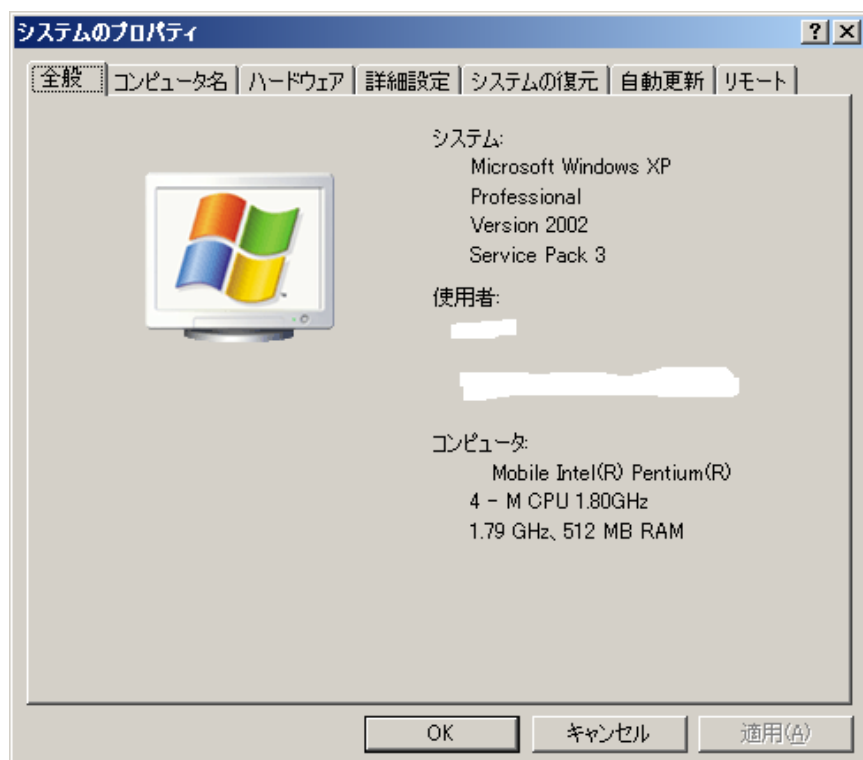 システムのプロパティ
全般 コンピュータ名 ハードウェア 詳細設定 システムの復元 自動更新 リモート
システム:
Microsoft Windows XP
Professional
Version 2002
Service Pack 3
使用者:
コンピュータ:
Mobile Intel(R) Pentium(R)
4 - M CPU 1.80GHz
1.79 GHz、512 MB RAM
OK キャンセル 適用(A)